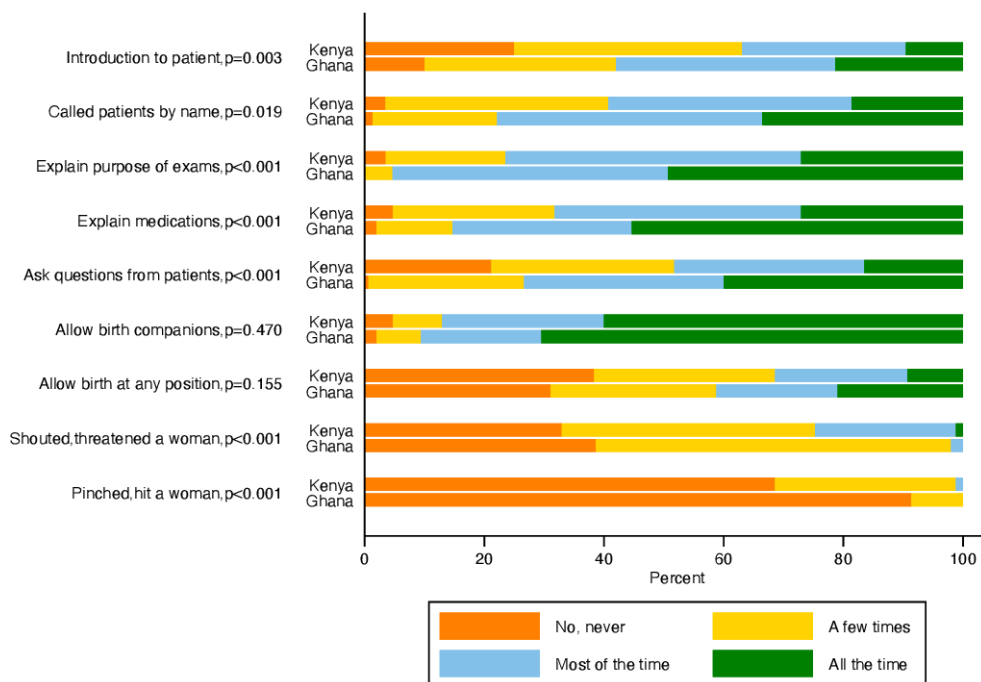 Introduction to patient,p=0.003
Kenya
Ghana
Called patients by name,p=0.019
Kenya
Ghana
Explain purpose of exams,p<0.001
Kenya
Ghana
Explain medications,p<0.001
Kenya
Ghana
Ask questions from patients,p<0.001
Kenya
Ghana
Allow birth companions,p=0.470
Kenya
Ghana
Allow birth at any position,p=0.155
Kenya
Ghana
Shouted,threatened a woman,p<0.001
Kenya
Ghana
Pinched,hit a woman,p<0.001
Kenya
Ghana
0 20 40 60 80 100
Percent
No, never A few times
Most of the time All the time